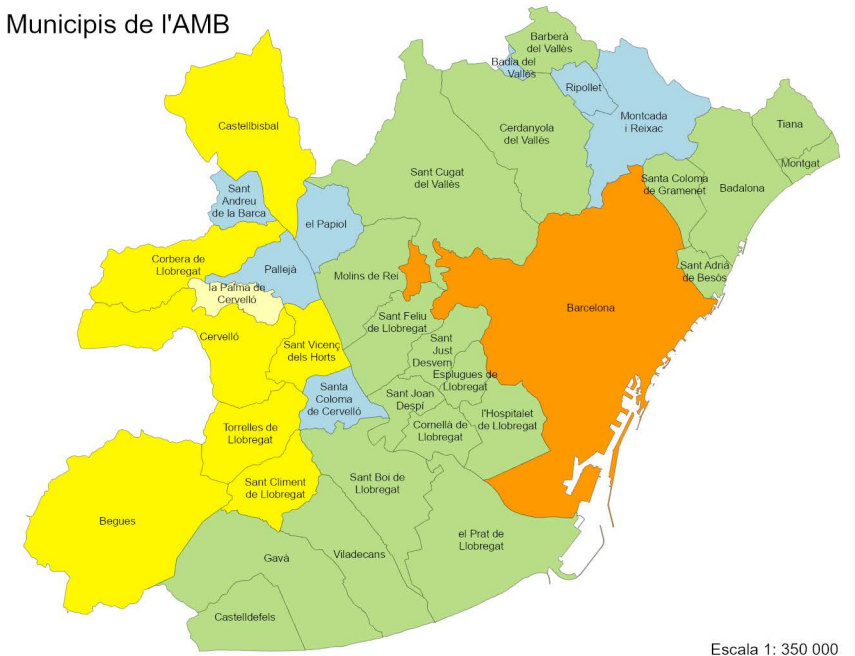 Municipis de l'AMB
Barberà
del Vallès
Badia del
Vallès
Ripollet
Castellbisbal
Montcada
i Reixac
Tiana
Cerdanyola
del Vallès
Montgat
Sant Cugat
del Vallès
Santa Coloma
de Gramenet
Badalona
Sant
Andreu
de la Barca
el Papiol
Corbera de
Llobregat
Pallejà
Molins de Rei
Sant Adrià
de Besòs
la Palma de
Cervelló
Barcelona
Sant Feliu
de Llobregat
Cervelló
Sant Vicenç
dels Horts
Sant
Just
Desvern
Esplugues de
Llobregat
Santa
Coloma
de Cervelló
Sant Joan
Despí
l'Hospitalet
de Llobregat
Cornellà de
Llobregat
Torrelles de
Llobregat
Sant Climent
de Llobregat
Sant Boi de
Llobregat
Begues
el Prat de
Llobregat
Gavà
Viladecans
Castelldefels
Escala 1: 350 000